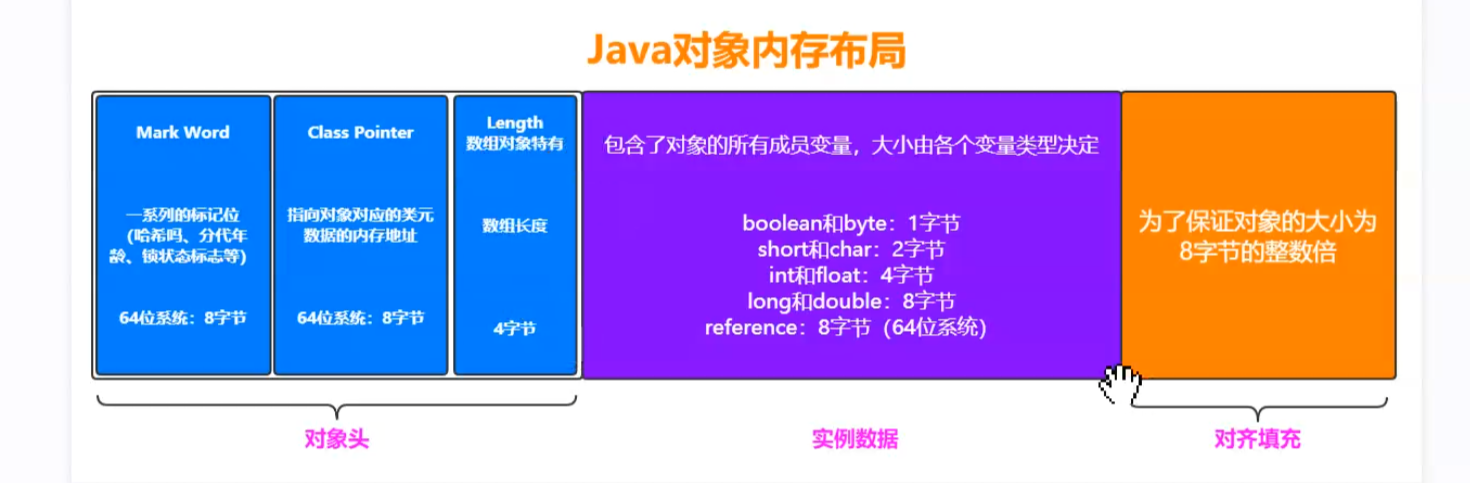 Java对象内存布局
Mark Word
一系列的标记位
(哈希吗、分代年
龄、锁状态标志等)
64位系统：8字节
Class Pointer
指向对象对应的类元
数据的内存地址
64位系统：8字节
Length
数组对象特有
数组长度
4字节
包含了对象的所有成员变量，大小由各个变量类型决定
boolean和byte：1字节
short和char：2字节
int和float：4字节
long和double：8字节
reference：8字节（64位系统）
为了保证对象的大小为
8字节的整数倍
对象头
实例数据
对齐填充